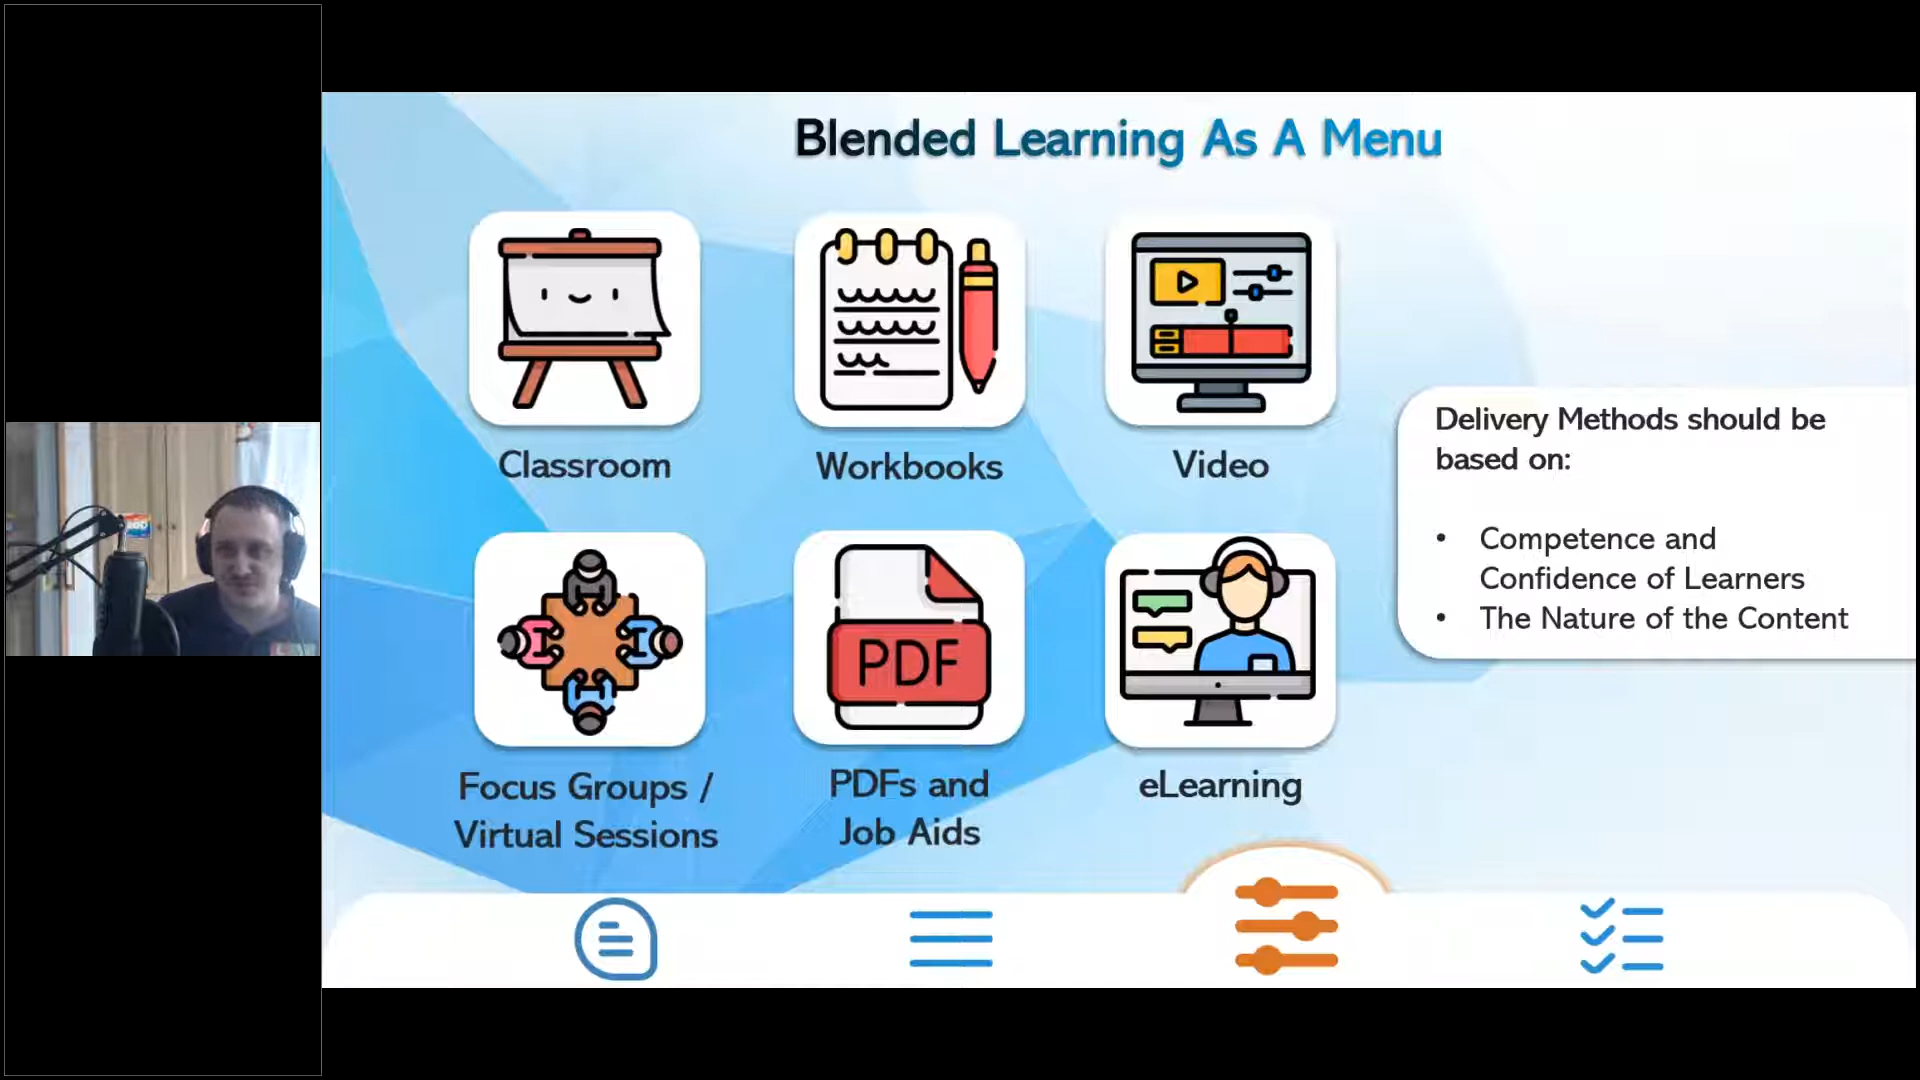 Blended Learning As A Menu
Classroom
Workbooks
Video
Focus Groups /
Virtual Sessions
PDF
PDFs and
Job Aids
eLearning
Delivery Methods should be
based on:
• Competence and
Confidence of Learners
• The Nature of the Content